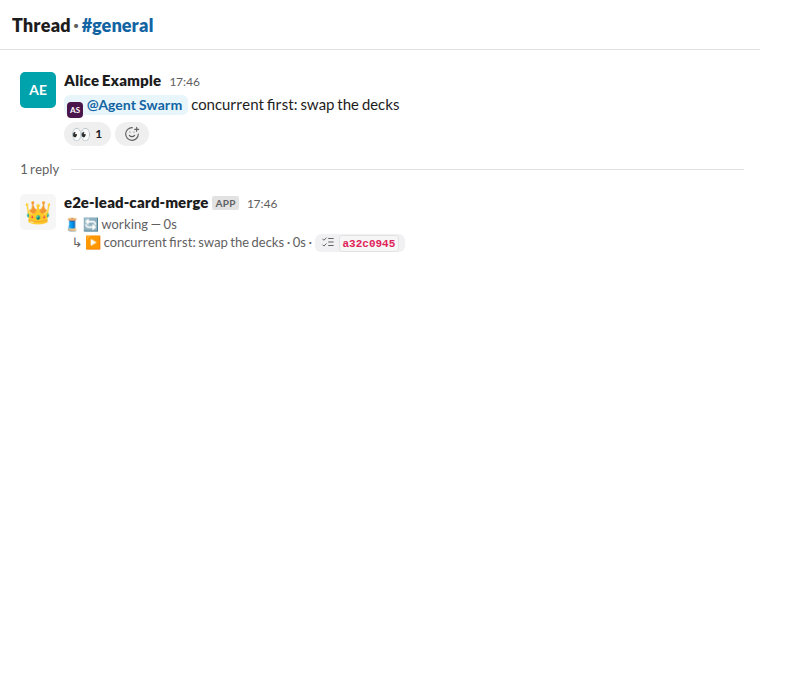 Thread • #general
AE
Alice Example 17:46
AS @Agent Swarm concurrent first: swap the decks
👀 1
1 reply
e2e-lead-card-merge APP 17:46
🧵 🔄 working — 0s
↳ ▶️ concurrent first: swap the decks · 0s · a32c0945